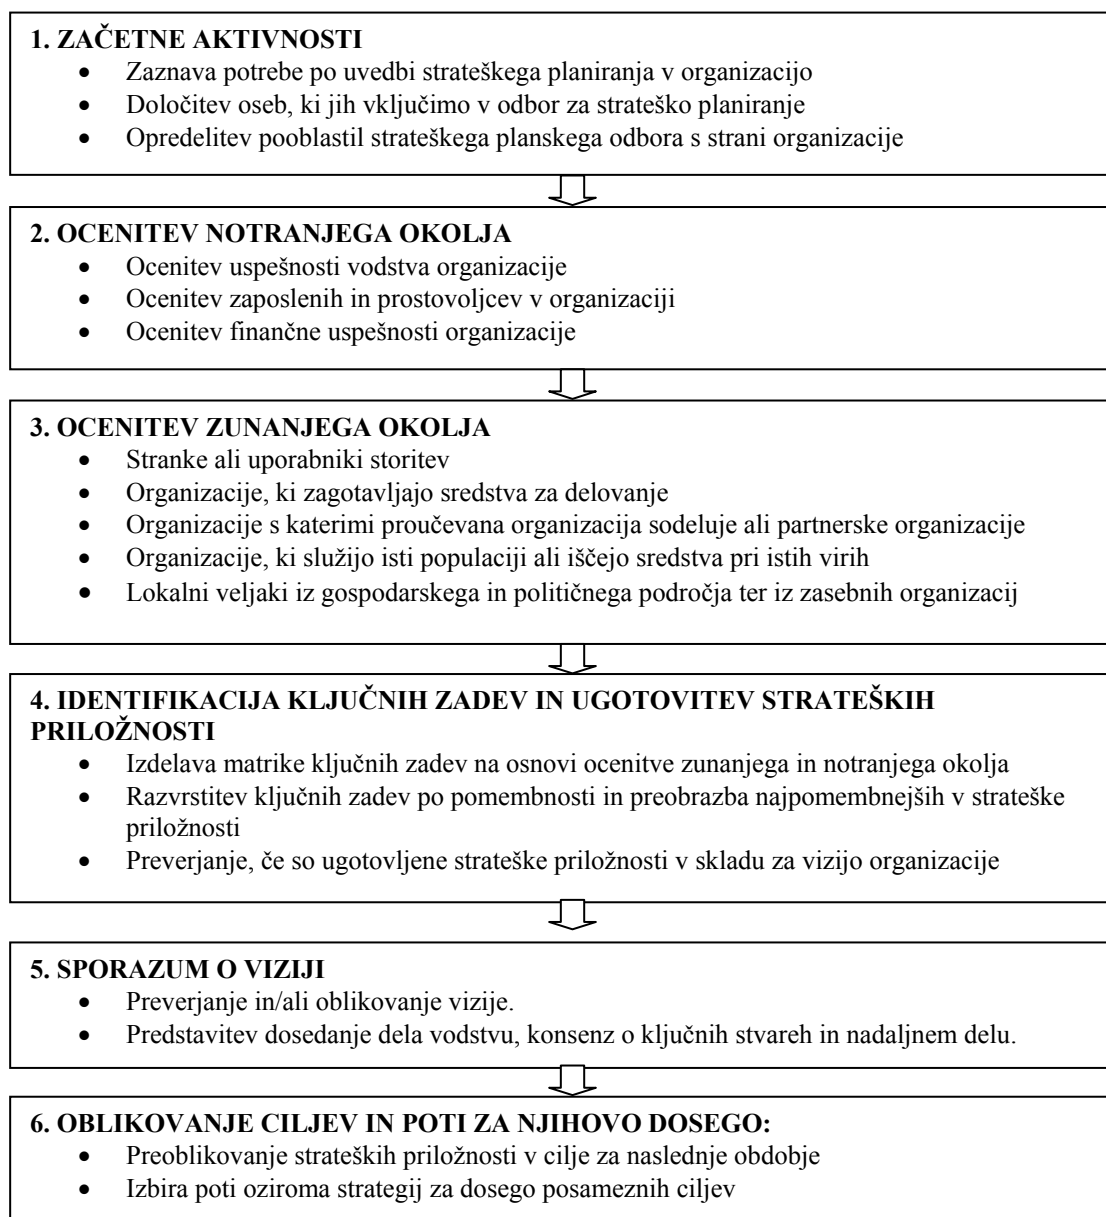 1. ZAČETNE AKTIVNOSTI
• Zaznava potrebe po uvedbi strateškega planiranja v organizacijo
• Določitev oseb, ki jih vključimo v odbor za strateško planiranje
• Opredelitev pooblastil strateškega planskega odbora s strani organizacije
2. OCENITEV NOTRANJEGA OKOLJA
• Ocenitev uspešnosti vodstva organizacije
• Ocenitev zaposlenih in prostovoljcev v organizaciji
• Ocenitev finančne uspešnosti organizacije
3. OCENITEV ZUNANJEGA OKOLJA
• Stranke ali uporabniki storitev
• Organizacije, ki zagotavljajo sredstva za delovanje
• Organizacije s katerimi proučevana organizacija sodeluje ali partnerske organizacije
• Organizacije, ki služijo isti populaciji ali iščejo sredstva pri istih virih
• Lokalni veljaki iz gospodarskega in političnega področja ter iz zasebnih organizacij
4. IDENTIFIKACIJA KLJUČNIH ZADEV IN UGOTOVITEV STRATEŠKIH
PRILOŽNOSTI
• Izdelava matrike ključnih zadev na osnovi ocenitve zunanjega in notranjega okolja
• Razvrstitev ključnih zadev po pomembnosti in preobrazba najpomembnejših v strateške
priložnosti
• Preverjanje, če so ugotovljene strateške priložnosti v skladu za vizijo organizacije
5. SPORAZUM O VIZIJI
• Preverjanje in/ali oblikovanje vizije.
• Predstavitev dosedanje dela vodstvu, konsenz o ključnih stvareh in nadaljnem delu.
6. OBLIKOVANJE CILJEV IN POTI ZA NJIHOVO DOSEGO:
• Preoblikovanje strateških priložnosti v cilje za naslednje obdobje
• Izbira poti oziroma strategij za dosego posameznih ciljev